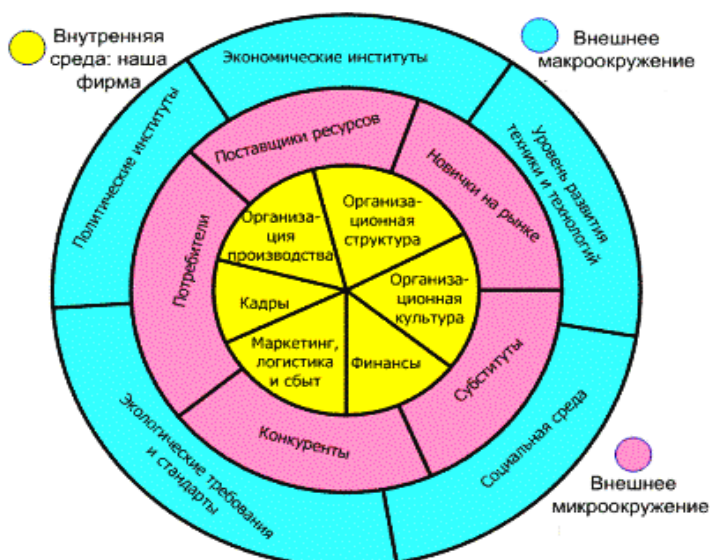 Внутренняя
среда: наша
фирма
Внешнее
макроокружение
Экономические институты
Политические институты
Уровень развития
техники и технологий
Поставщики ресурсов
Новички на рынке
Потребители
Организа-
ция
производства
Организа-
ционная
структура
Организа-
ционная
культура
Кадры
Маркетинг,
логистика
и сбыт
Финансы
Субституты
Конкуренты
Экологические требования
и стандарты
Социальная среда
Внешнее
микроокружение